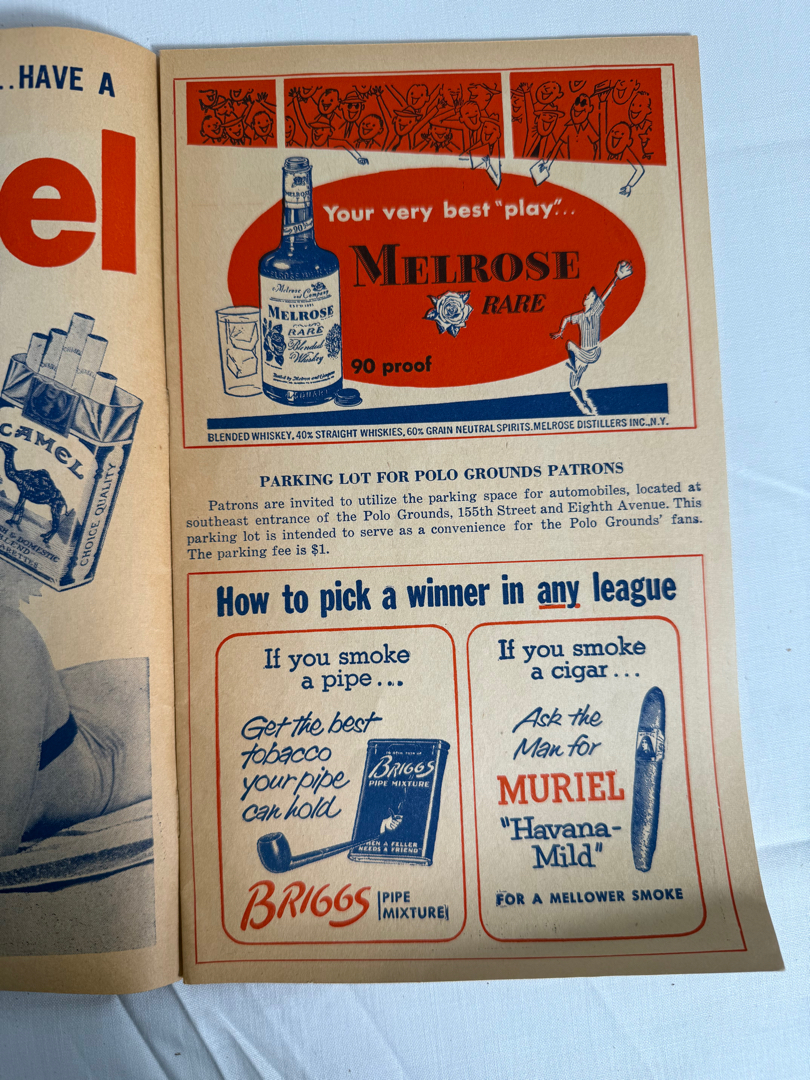 ..HAVE A
el
CAMEL
CHOICE QUALITY
Your very best "play"...
MELROSE
RARE
90 proof
MELROSE
RARE
Blended
Whiskey
BLENDED WHISKEY, 40% STRAIGHT WHISKIES, 60% GRAIN NEUTRAL SPIRITS. MELROSE DISTILLERS INC., N.Y.
PARKING LOT FOR POLO GROUNDS PATRONS
Patrons are invited to utilize the parking space for automobiles, located at
southeast entrance of the Polo Grounds, 155th Street and Eighth Avenue. This
parking lot is intended to serve as a convenience for the Polo Grounds' fans.
The parking fee is $1.
How to pick a winner in any league
If you smoke
a pipe...
Get the best
tobacco
your pipe
can hold
BRIGGS
PIPE MIXTURE
WHEN A FELLER
NEEDS A FRIEND"
BRIGGS
PIPE
MIXTURE
If you smoke
a cigar...
Ask the
Man for
MURIEL
"Havana-
Mild"
FOR A MELLOWER SMOKE